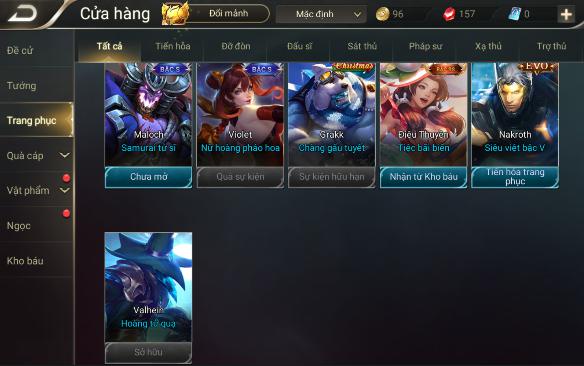 Cửa hàng
Đổi mảnh
Mặc định
96
157
0
Đề cử
Tất cả
Tiến hóa
Đỡ đòn
Đấu sĩ
Sát thủ
Pháp sư
Xạ thủ
Trợ thủ
Tướng
Trang phục
Quà cáp
Vật phẩm
Ngọc
Kho báu
BẬC S
Maloch
Samurai tử sĩ
Chưa mở
BẬC S
Violet
Nữ hoàng pháo hoa
Quà sự kiện
Christmas
Grakk
Chàng gấu tuyết
Sự kiện hữu hạn
Điêu Thuyền
Tiệc bãi biển
Nhận từ Kho báu
EVO
Nakroth
Siêu việt bậc V
Tiến hóa trang
phục
Valhein
Hoàng tử quạ
Sở hữu